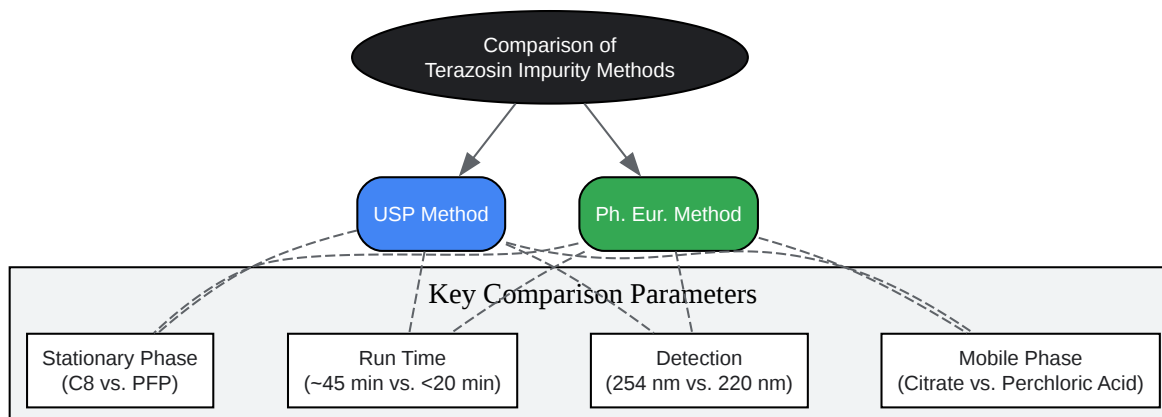 Comparison of
Terazosin Impurity Methods
USP Method
Ph. Eur. Method
Key Comparison Parameters
Stationary Phase
(C8 vs. PFP)
Run Time
(~45 min vs. <20 min)
Detection
(254 nm vs. 220 nm)
Mobile Phase
(Citrate vs. Perchloric Acid)